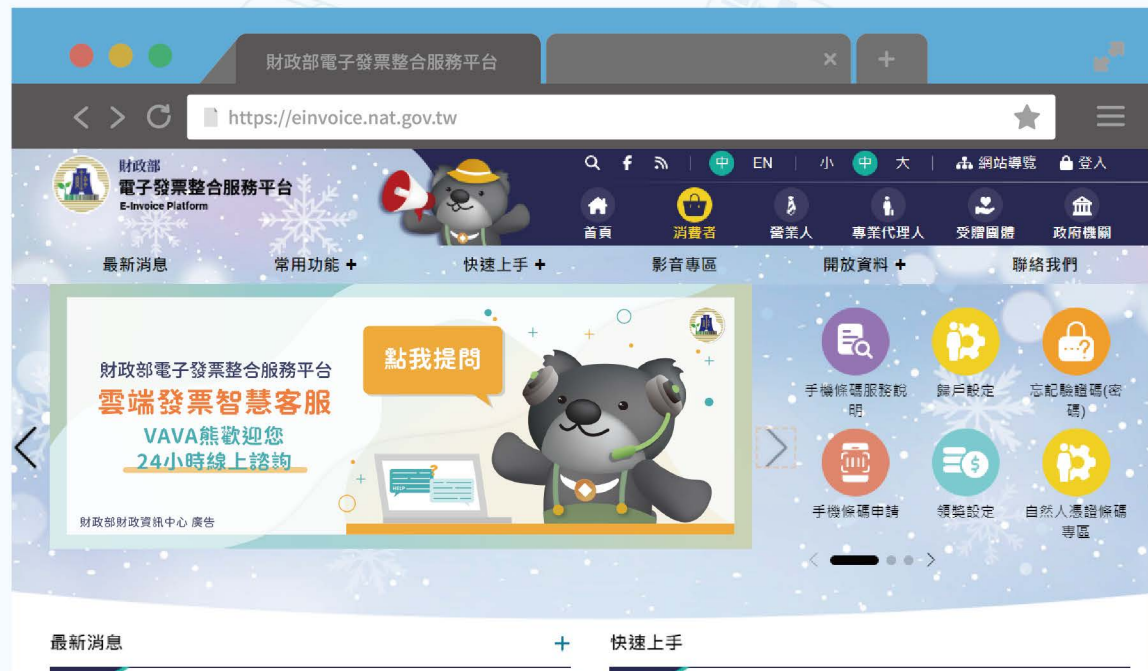 財政部電子發票整合服務平台
https://einvoice.nat.gov.tw
財政部
電子發票整合服務平台
E-Invoice Platform
中 EN 小 中 大 網站導覽 登入
首頁 消費者 營業人 專業代理人 受贈團體 政府機關
最新消息 常用功能 + 快速上手 + 影音專區 開放資料 + 聯絡我們
財政部電子發票整合服務平台
雲端發票智慧客服
VAVA熊歡迎您
24小時線上諮詢
點我提問
HELP
財政部財政資訊中心 廣告
手機條碼服務說
明
歸戶設定
忘記驗證碼(密
碼)
手機條碼申請
領獎設定
自然人憑證條碼
專區
最新消息 +
快速上手